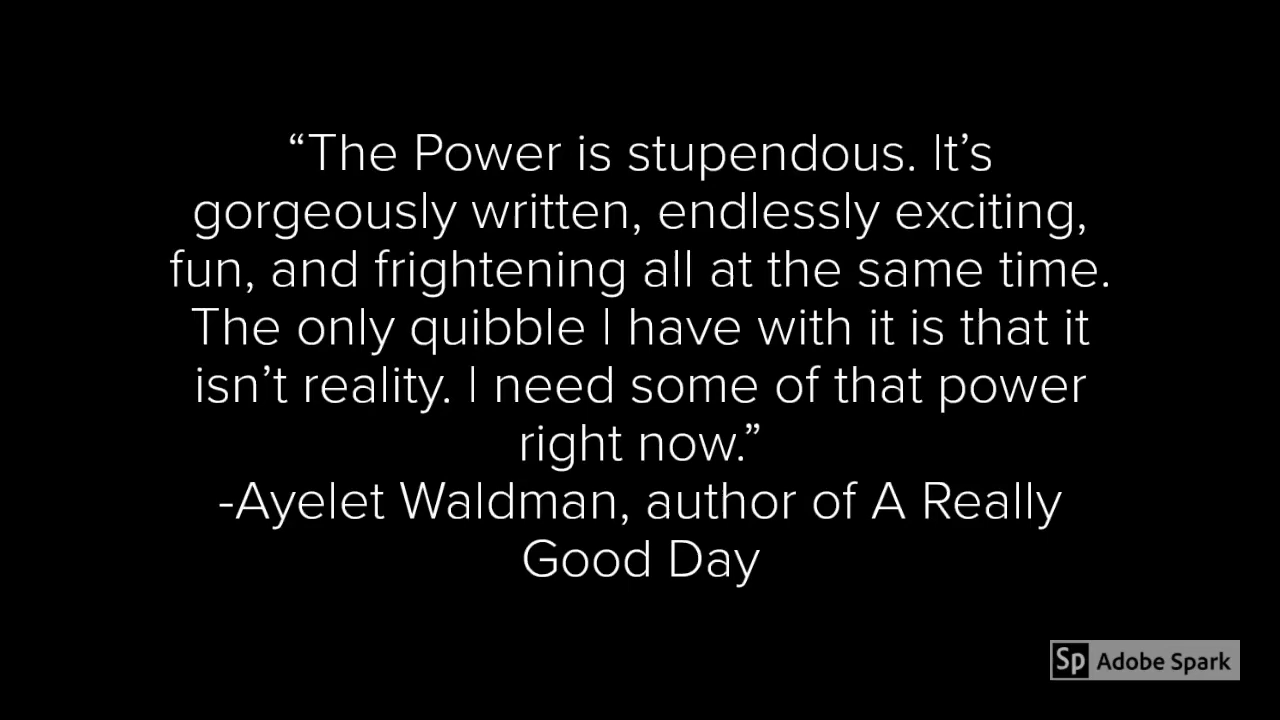 “The Power is stupendous. It’s
gorgeously written, endlessly exciting,
fun, and frightening all at the same time.
The only quibble I have with it is that it
isn’t reality. I need some of that power
right now.”
-Ayelet Waldman, author of A Really
Good Day
Sp Adobe Spark